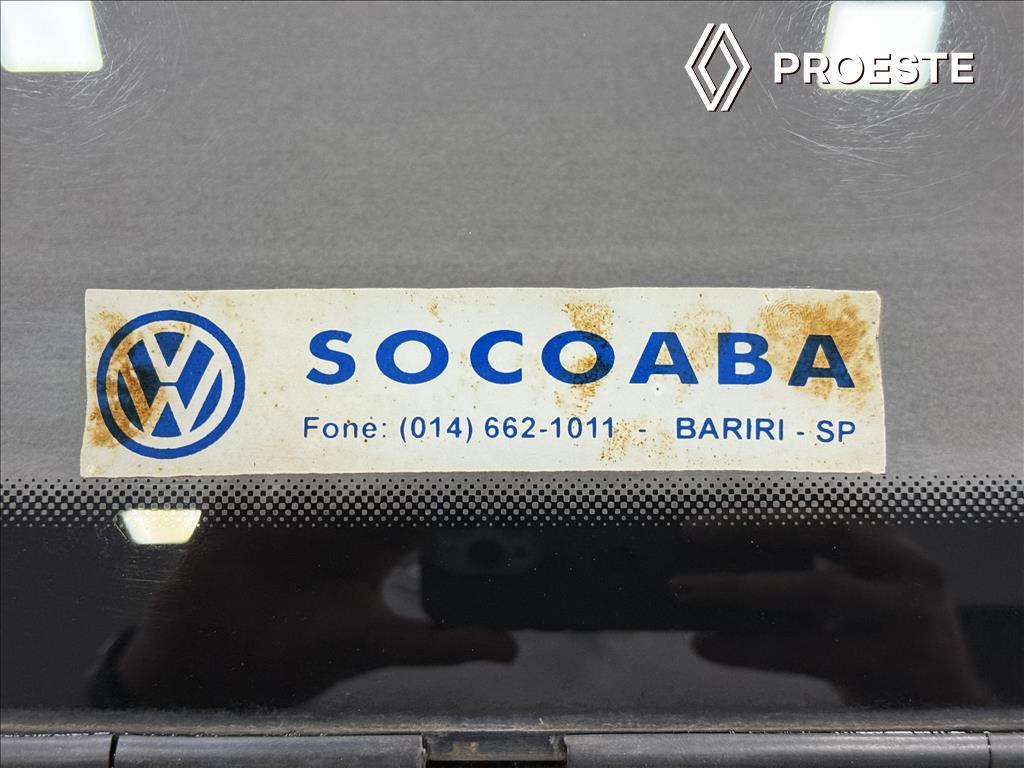 PROESTE
SOCOABA
Fone: (014) 662-1011 - BARIRI - SP